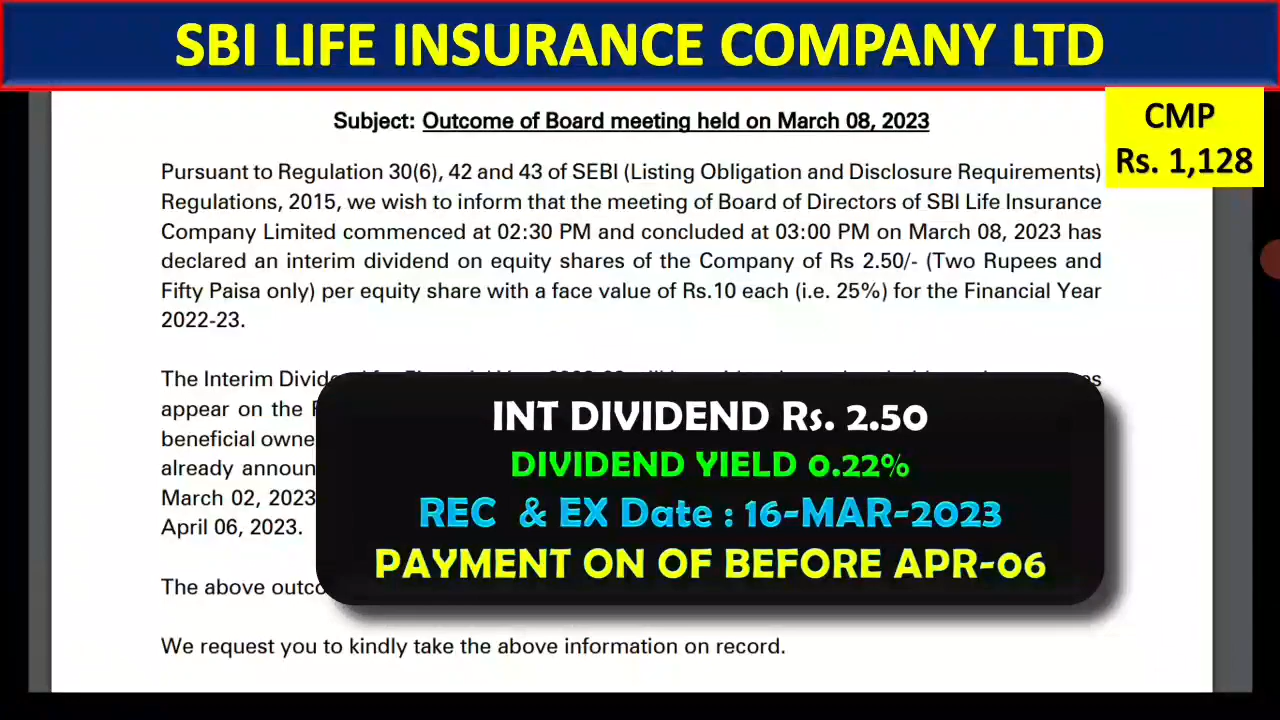 SBI LIFE INSURANCE COMPANY LTD
Subject: Outcome of Board meeting held on March 08, 2023
CMP
Rs. 1,128
Pursuant to Regulation 30(6), 42 and 43 of SEBI (Listing Obligation and Disclosure Requirements)
Regulations, 2015, we wish to inform that the meeting of Board of Directors of SBI Life Insurance
Company Limited commenced at 02:30 PM and concluded at 03:00 PM on March 08, 2023 has
declared an interim dividend on equity shares of the Company of Rs 2.50/- (Two Rupees and
Fifty Paisa only) per equity share with a face value of Rs.10 each (i.e. 25%) for the Financial Year
2022-23.
The Interim
appear on the
beneficial
already
March 02, 2023
April 06, 2023.
The above
We request you to kindly take the above information on record.
INT DIVIDEND Rs. 2.50
DIVIDEND YIELD 0.22%
REC & EX Date : 16-MAR-2023
PAYMENT ON OF BEFORE APR-06